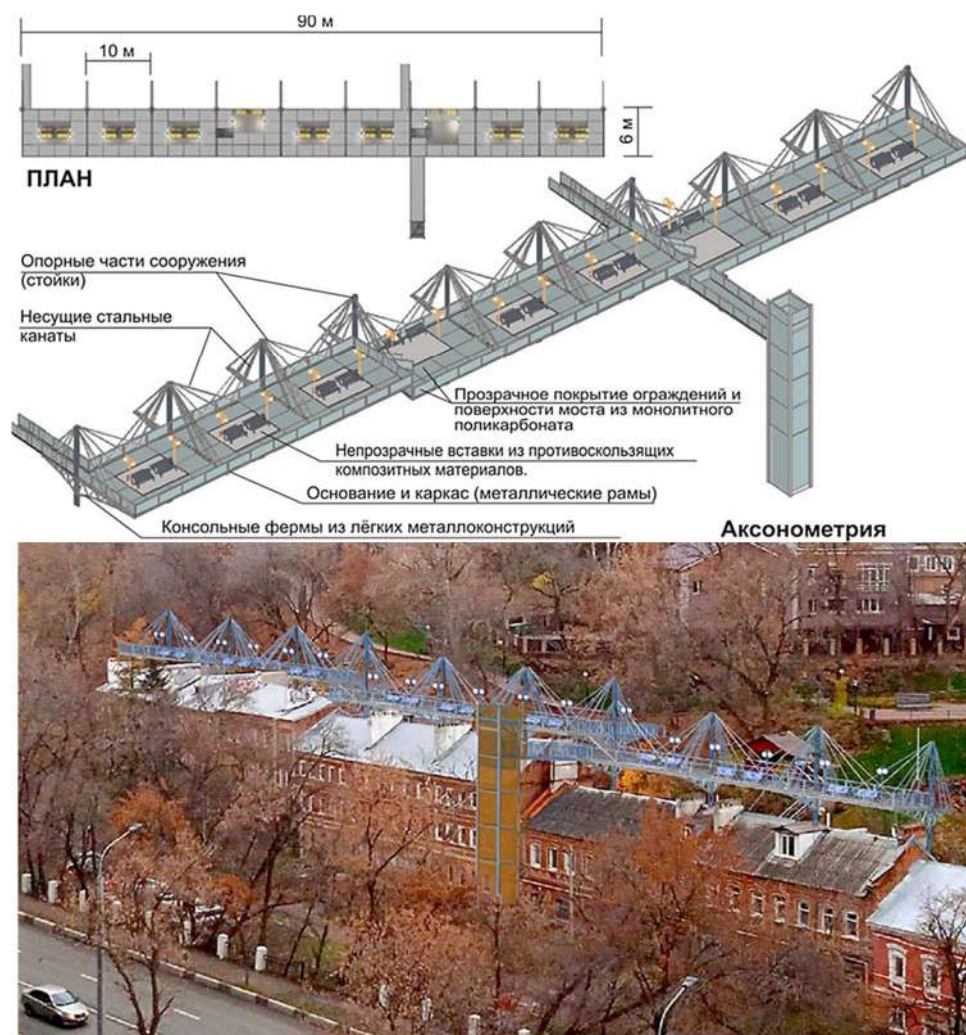 90 м
10 м
6 м
ПЛАН
Опорные части сооружения
(стойки)
Несущие стальные
канаты
Прозрачное покрытие ограждений и
поверхности моста из монолитного
поликарбоната
Непрозрачные вставки из противоскользящих
композитных материалов.
Основание и каркас (металлические рамы)
Консольные фермы из лёгких металлоконструкций
Аксонометрия